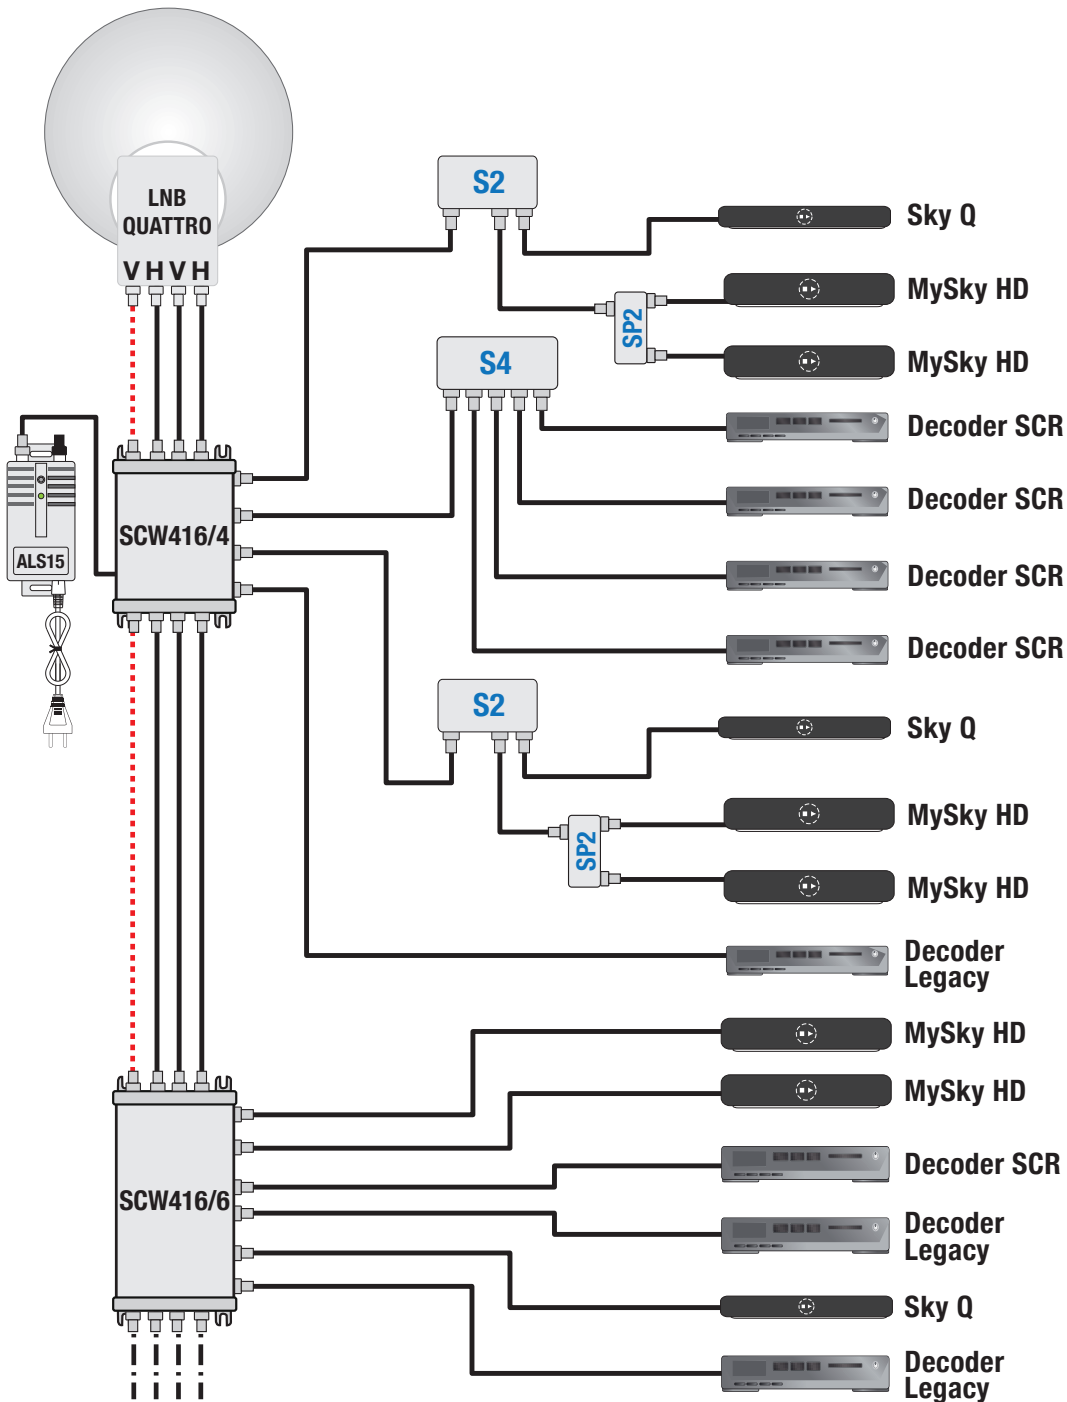 LNB
QUATTRO
V H V H
S2
Sky Q
MySky HD
SP2
MySky HD
S4
Decoder SCR
Decoder SCR
SCW416/4
ALS15
Decoder SCR
Decoder SCR
S2
Sky Q
MySky HD
SP2
MySky HD
Decoder
Legacy
MySky HD
MySky HD
Decoder SCR
SCW416/6
Decoder
Legacy
Sky Q
Decoder
Legacy